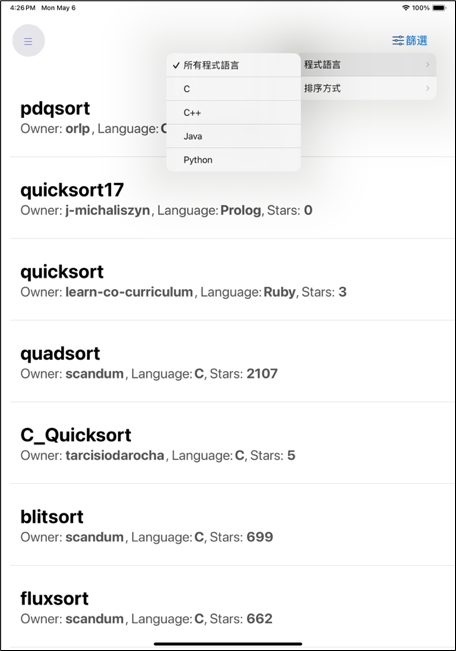 4:26 PM Mon May 6
100%
篩選
所有程式語言
C
C++
Java
Python
程式語言
排序方式
pdqsort
Owner: orlp, Language:
quicksort17
Owner: j-michaliszyn, Language: Prolog, Stars: 0
quicksort
Owner: learn-co-curriculum, Language: Ruby, Stars: 3
quadsort
Owner: scandum, Language: C, Stars: 2107
C_Quicksort
Owner: tarcisiodarocha, Language: C, Stars: 5
blitsort
Owner: scandum, Language: C, Stars: 699
fluxsort
Owner: scandum, Language: C, Stars: 662